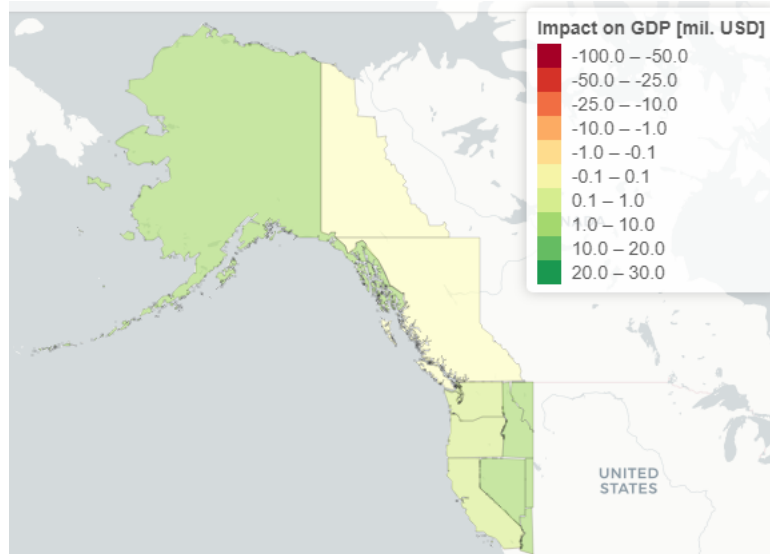 Impact on GDP [mil. USD]
-100.0 – -50.0
-50.0 – -25.0
-25.0 – -10.0
-10.0 – -1.0
-1.0 – -0.1
-0.1 – 0.1
0.1 – 1.0
1.0 – 10.0
10.0 – 20.0
20.0 – 30.0
UNITED
STATES